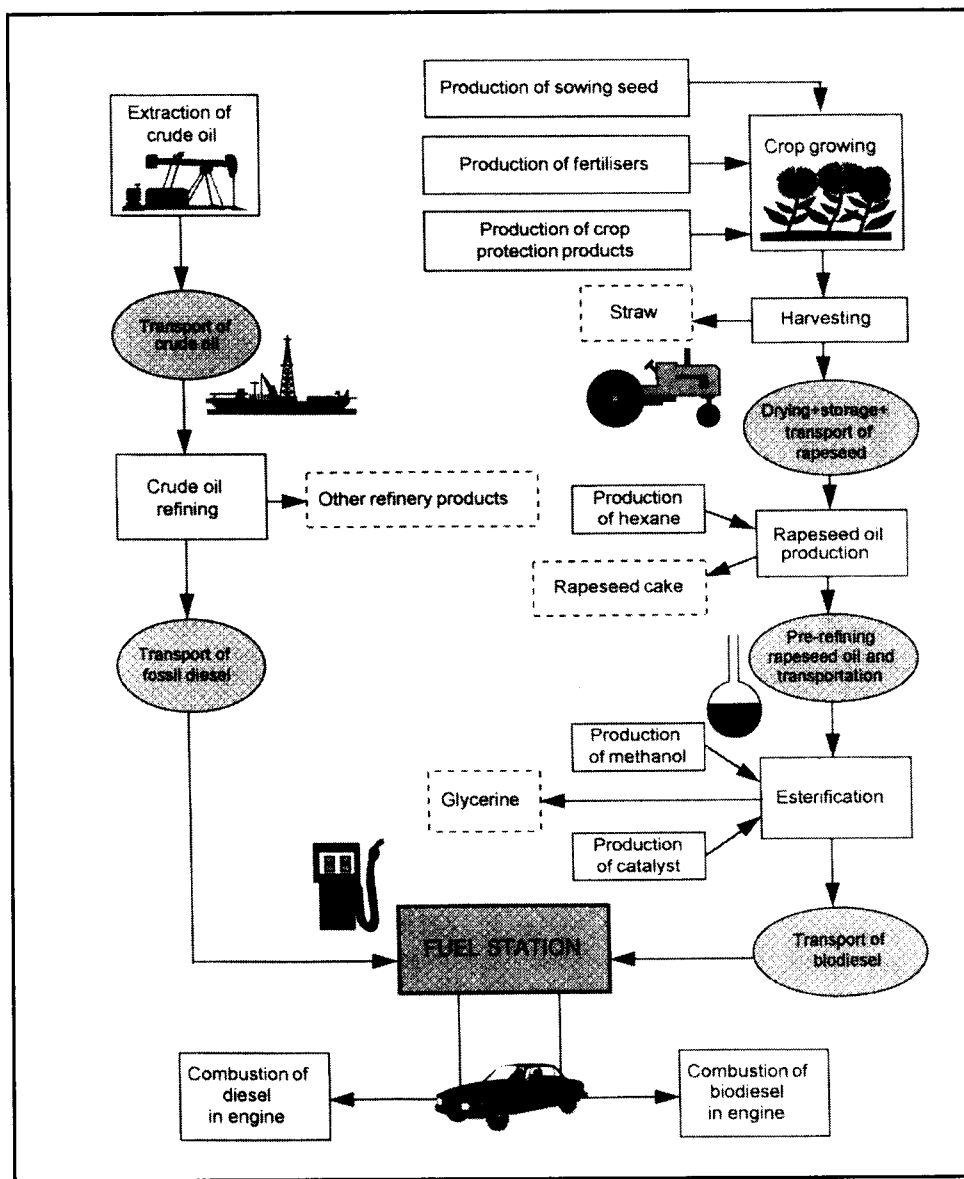 Extraction of
crude oil
Transport of
crude oil
Crude oil
refining
Other refinery products
Transport of
fossil diesel
Production of sowing seed
Production of fertilisers
Production of crop
protection products
Crop growing
Straw
Harvesting
Drying+storage+
transport of
rapeseed
Production
of hexane
Rapeseed oil
production
Rapeseed cake
Pre-refining
rapeseed oil and
transportation
Production
of methanol
Glycerine
Esterification
Production
of catalyst
Transport of
biodiesel
FUEL STATION
Combustion of
diesel
in engine
Combustion of
biodiesel
in engine